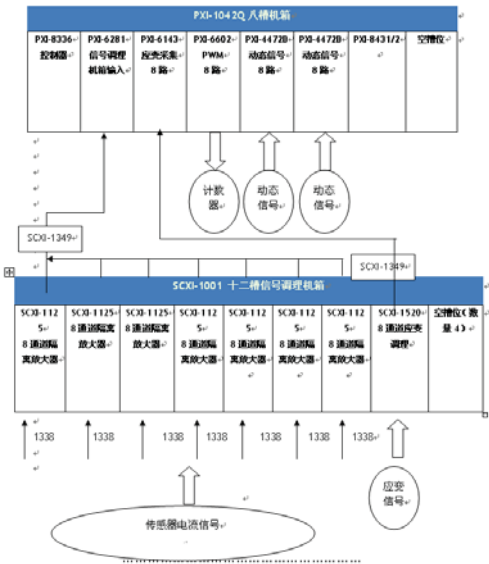 PXI-1042Q 八槽机箱
PXI-8336
控制器
PXI-6281
信号调理
机箱输入
PXI-6143
应变采集
8 路
PXI-6602
PWM
8 路
PXI-4472B
动态信号
8 路
PXI-4472B
动态信号
8 路
PXI-8431/2
空槽位
计数
器
动态
信号
动态
信号
SCXI-1349
SCXI-1349
SCXI-1001 十二槽信号调理机箱
SCXI-112
5
8 通道隔
离放大器
SCXI-1125
8 通道隔离
放大器
SCXI-1125
8 通道隔离
放大器
SCXI-112
5
8 通道隔
离放大器
SCXI-112
5
8 通道隔
离放大器
SCXI-112
5
8 通道隔
离放大器
SCXI-112
5
8 通道隔
离放大器
SCXI-1520
8 通道应变
调理
空槽位(数
量 4)
1338
1338
1338
1338
1338
1338
1338
应变
信号
传感器电流信号